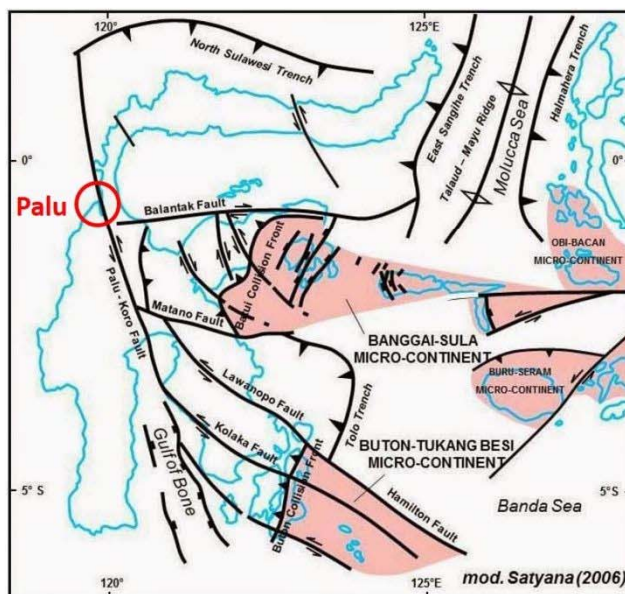 120°
125°
North Sulawesi Trench
East Sangihe Trench
Talaud - Mayu Ridge
Molucca Sea
Halmahera Trench
0°
0°
Palu
Balantak Fault
OBI-BACAN
MICRO-CONTINENT
Batui Collision Front
Palu - Koro Fault
Matano Fault
BANGGAI-SULA
MICRO-CONTINENT
BURU-SERAM
MICRO-CONTINENT
Lawanopo Fault
Tolo Trench
Kolaka Fault
BUTON-TUKANG BESI
MICRO-CONTINENT
Gulf of Bone
Buton Collision Front
Hamilton Fault
5° S
5° S
Banda Sea
120°
125°
mod. Satyana (2006)